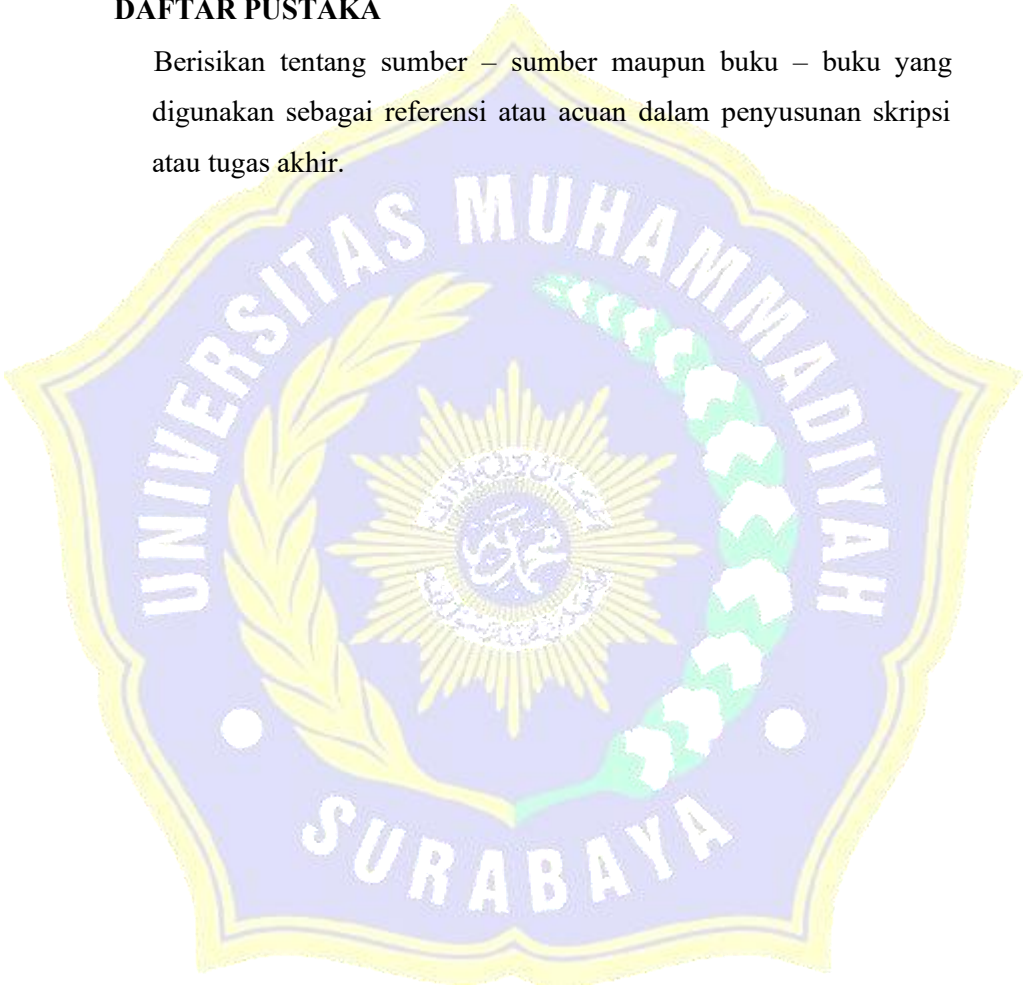 DAFTAR PUSTAKA
Berisikan tentang sumber – sumber maupun buku – buku yang
digunakan sebagai referensi atau acuan dalam penyusunan skripsi
atau tugas akhir.
UNIVERSITAS MUHAMMADIYAH
SURABAYA